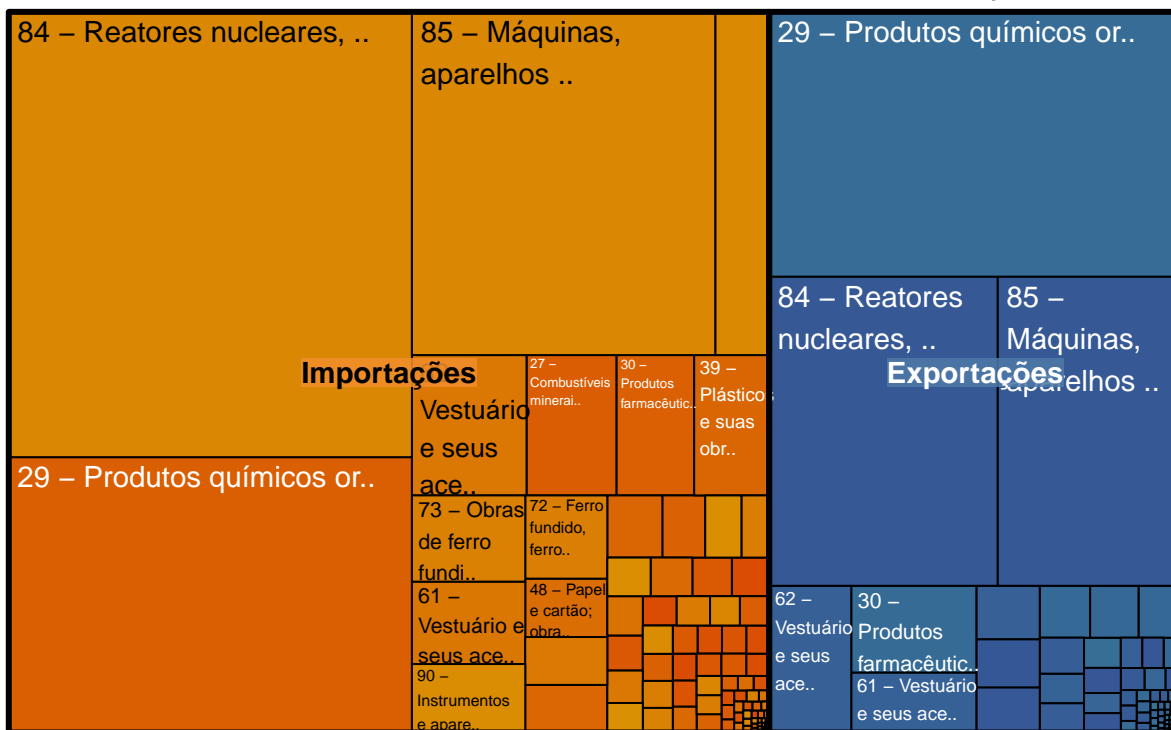 84 – Reatores nucleares, ..
85 – Máquinas,
aparelhos ..
29 – Produtos químicos or..
Importações
Vestuário
e seus
ace..
27 –
Combustíveis
minerai..
30 –
Produtos
farmacêutic..
39 –
Plásticos
e suas
obr..
29 – Produtos químicos or..
73 – Obras
de ferro
fundi..
72 – Ferro
fundido,
ferro..
61 –
Vestuário e
seus ace..
48 – Papel
e cartão;
obra..
90 –
Instrumentos
e apare..
84 – Reatores
nucleares, ..
85 –
Máquinas,
aparelhos ..
Exportações
62 –
Vestuário
e seus
ace..
30 –
Produtos
farmacêutic..
61 – Vestuário
e seus ace..